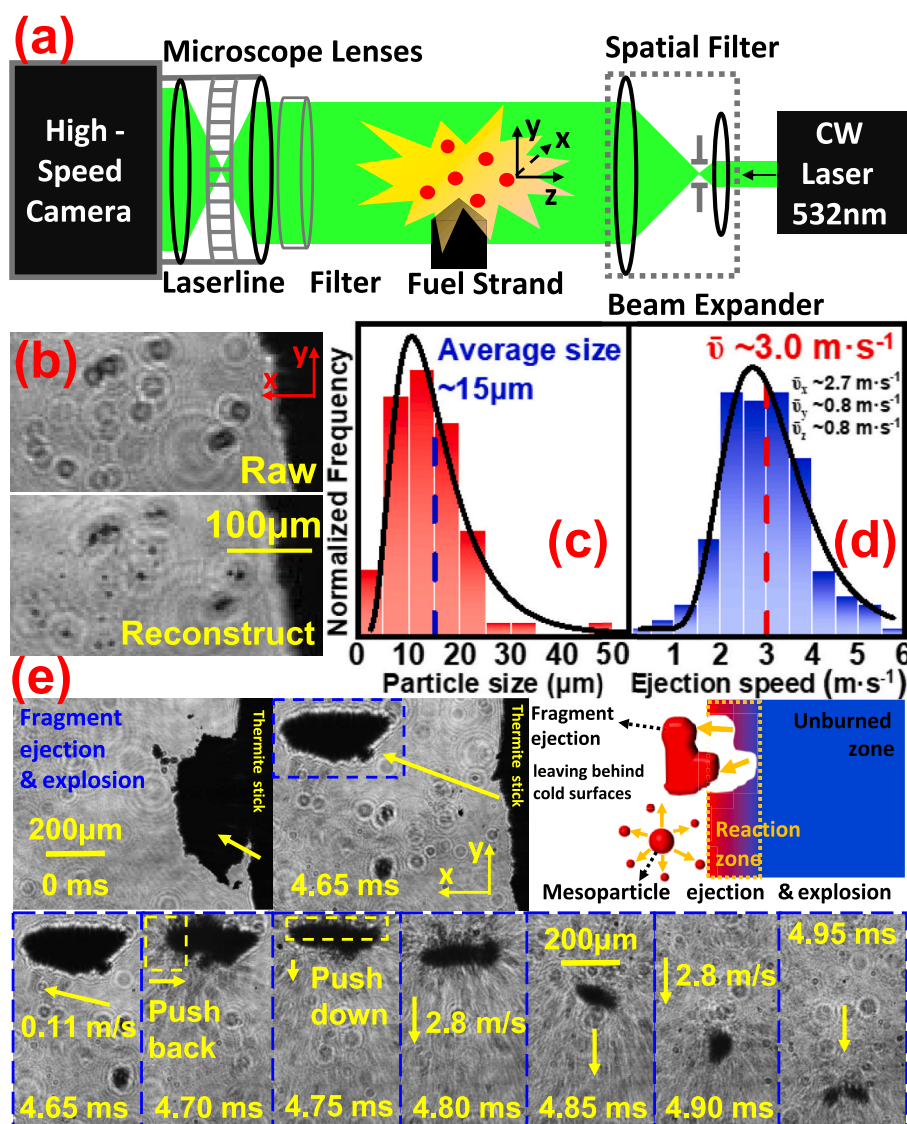 (a)
Microscope Lenses
Spatial Filter
High -
Speed
Camera
y
x
z
CW
Laser
532nm
Laserline Filter
Fuel Strand
Beam Expander
(b)
y
x
Raw
100μm
Reconstruct
Normalized Frequency
Average size
~15μm
(c)
0 10 20 30 40 50
Particle size (μm)
ῡ ~3.0 m·s⁻¹
ῡx ~2.7 m·s⁻¹
ῡy ~0.8 m·s⁻¹
ῡz ~0.8 m·s⁻¹
(d)
1 2 3 4 5 6
Ejection speed (m·s⁻¹)
(e)
Fragment
ejection
& explosion
200μm
0 ms
Thermite stick
4.65 ms
y
x
Thermite stick
Fragment
ejection
leaving behind
cold surfaces
Unburned
zone
Reaction
zone
Mesoparticle ejection & explosion
0.11 m/s
4.65 ms
Push
back
4.70 ms
Push
down
4.75 ms
2.8 m/s
4.80 ms
200μm
4.85 ms
2.8 m/s
4.90 ms
4.95 ms